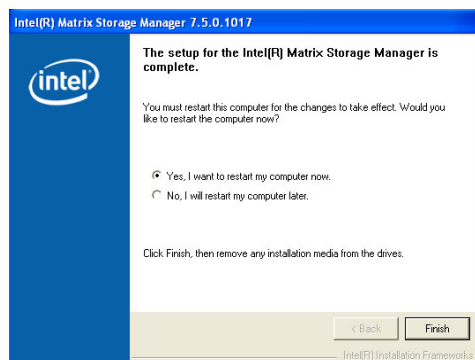 Intel(R) Matrix Storage Manager 7.5.0.1017
intel
The setup for the Intel(R) Matrix Storage Manager is
complete.
You must restart this computer for the changes to take effect. Would you
like to restart the computer now?
Yes, I want to restart my computer now.
No, I will restart my computer later.
Click Finish, then remove any installation media from the drives.
< Back
Finish
Intel(R) Installation Frameworks